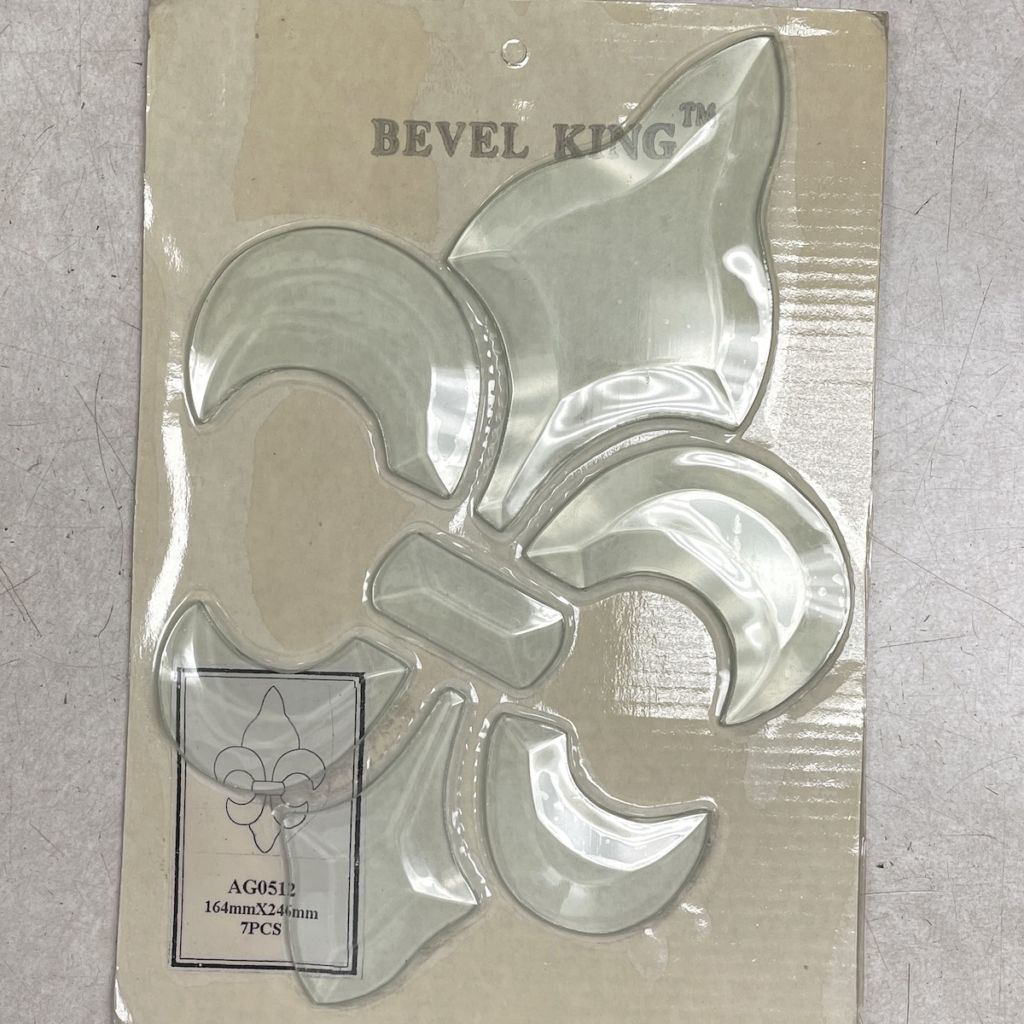 BEVEL KING™
AG0512
164mmX246mm
7PCS